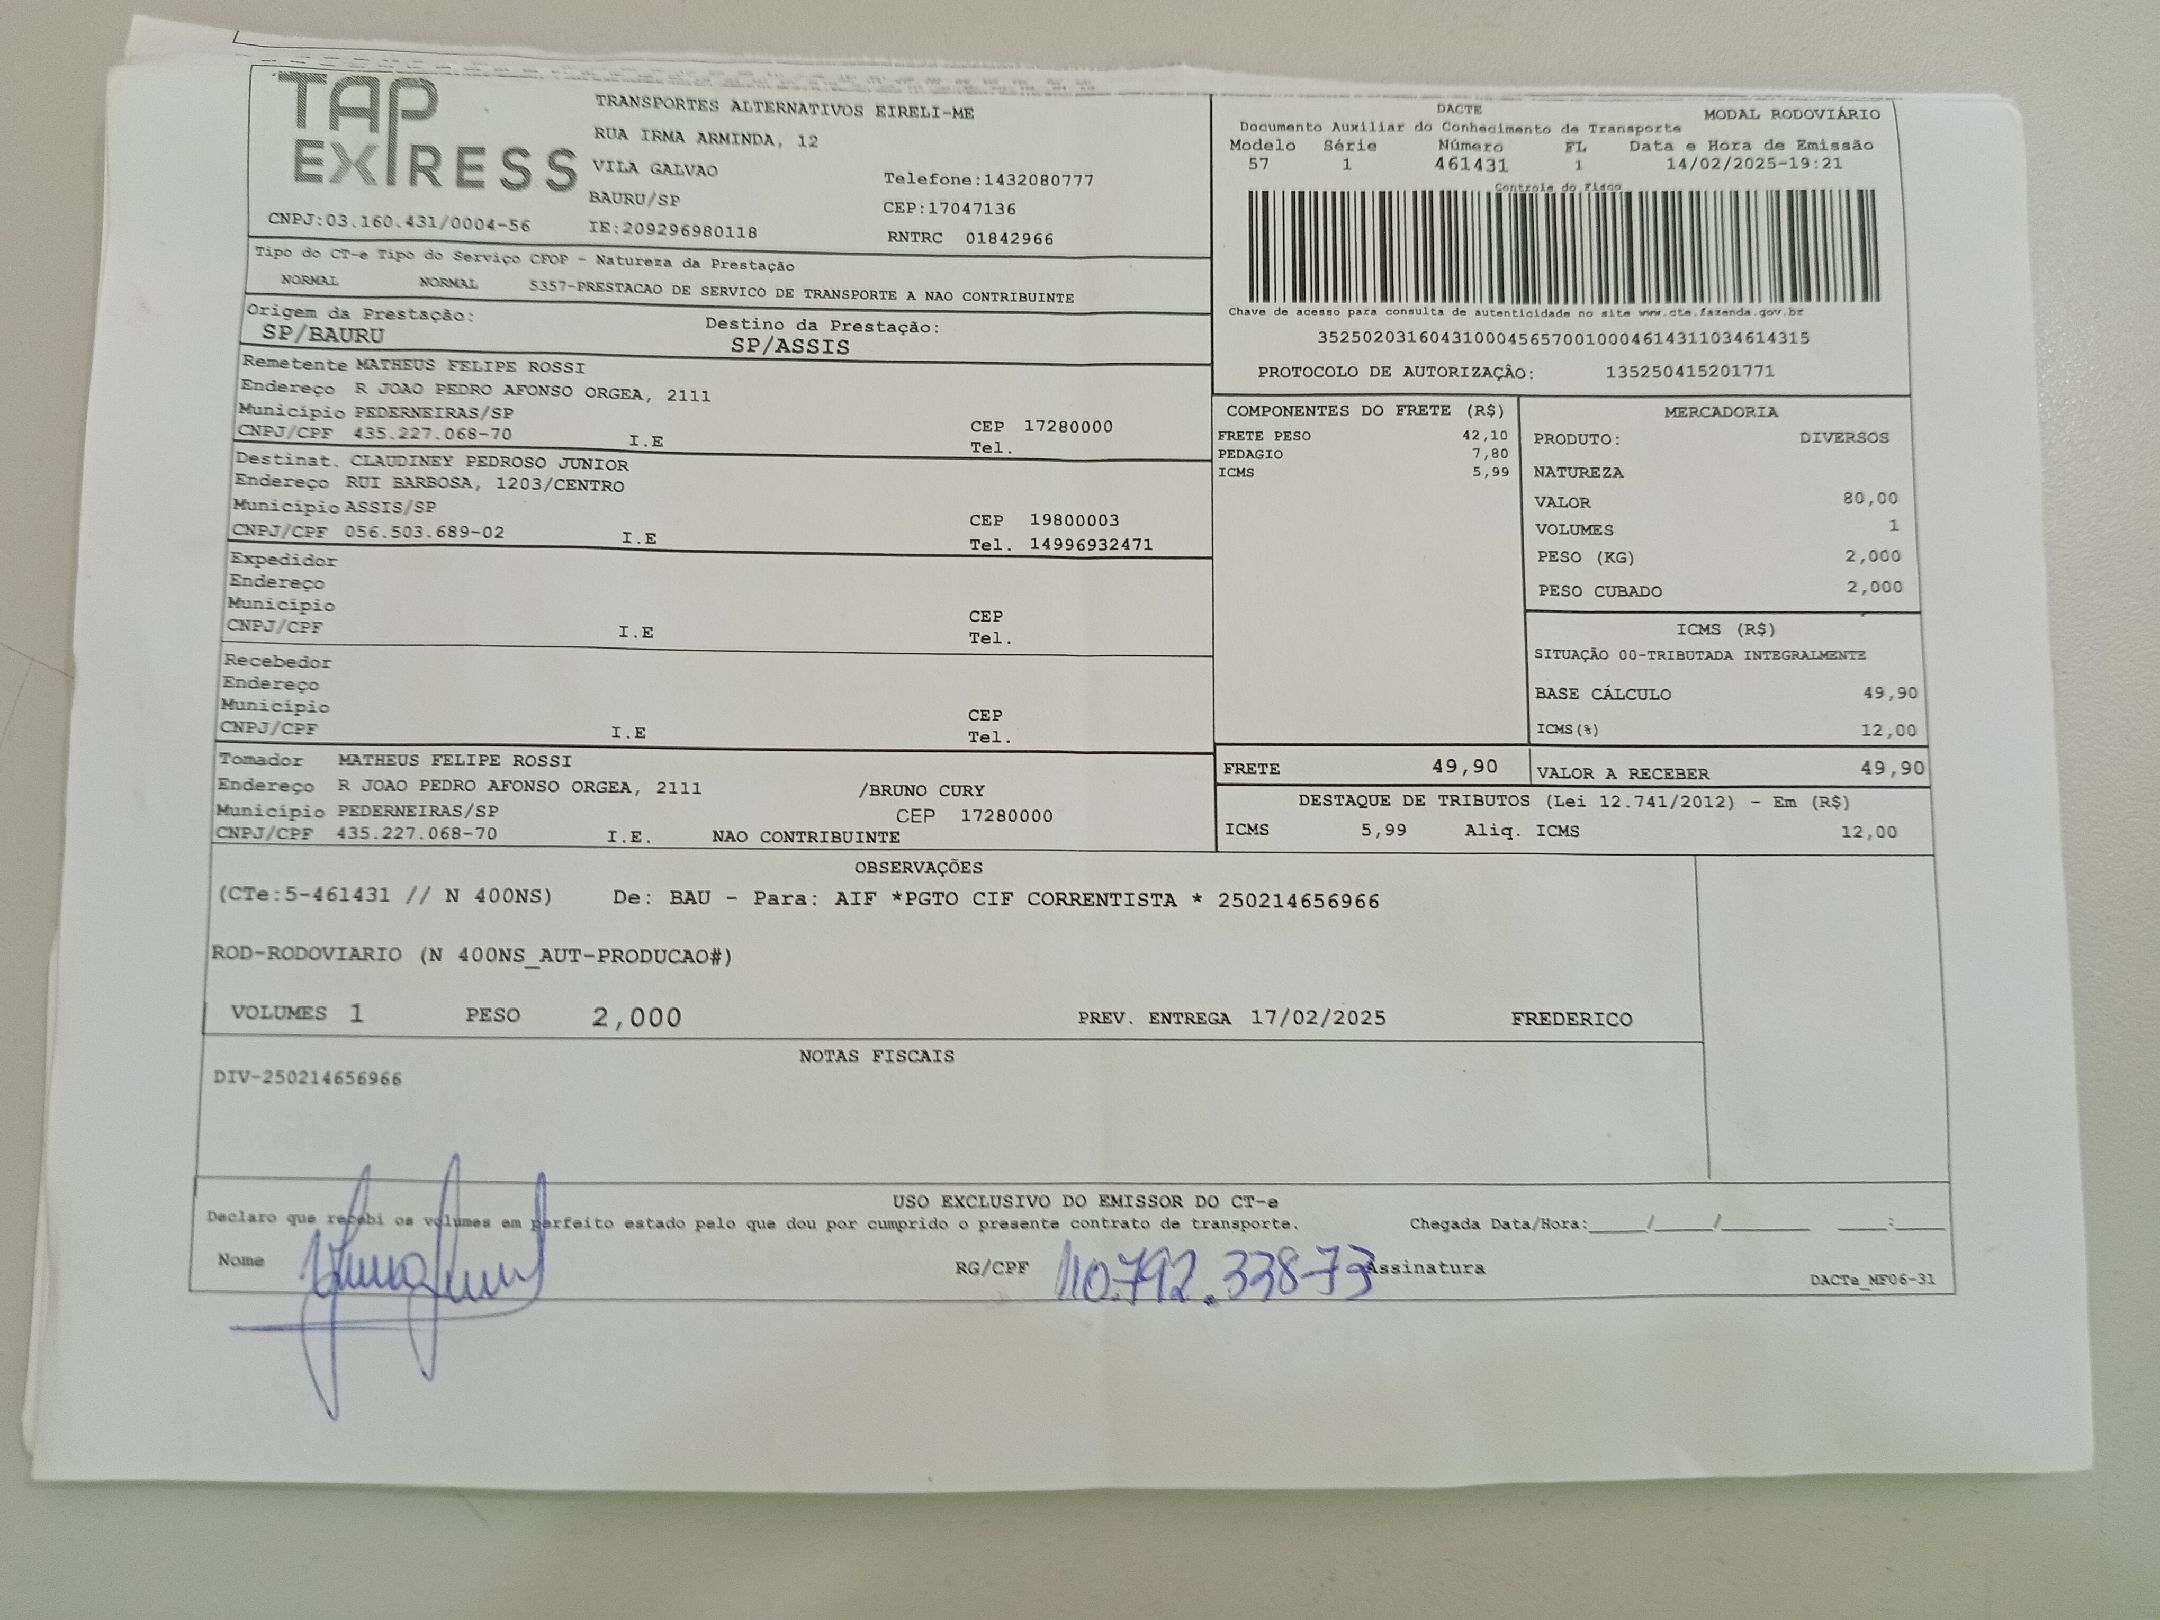 TAP EXPRESS
CNPJ:03.160.431/0004-56
TRANSPORTES ALTERNATIVOS EIRELI-ME
RUA IRMA ARMINDA, 12
VILA GALVAO
BAURU/SP
IE:209296980118
Telefone:1432080777
CEP:17047136
RNTRC 01842966
DACTE MODAL RODOVIÁRIO
Documento Auxiliar do Conhecimento de Transporte
Modelo Série Número FL Data e Hora de Emissão
57 1 461431 1 14/02/2025-19:21
Controle do Fisco
Chave de acesso para consulta de autenticidade no site www.cte.fazenda.gov.br
35250203160431000456570010004614311034614315
PROTOCOLO DE AUTORIZAÇÃO: 135250415201771
Tipo do CT-e Tipo do Serviço CFOP - Natureza da Prestação
NORMAL NORMAL 5357-PRESTACAO DE SERVICO DE TRANSPORTE A NAO CONTRIBUINTE
Origem da Prestação: Destino da Prestação:
SP/BAURU SP/ASSIS
Remetente MATHEUS FELIPE ROSSI
Endereço R JOAO PEDRO AFONSO ORGEA, 2111
Município PEDERNEIRAS/SP CEP 17280000
CNPJ/CPF 435.227.068-70 I.E Tel.
Destinat. CLAUDINEY PEDROSO JUNIOR
Endereço RUI BARBOSA, 1203/CENTRO
Município ASSIS/SP CEP 19800003
CNPJ/CPF 056.503.689-02 I.E Tel. 14996932471
Expedidor
Endereço
Município CEP
CNPJ/CPF I.E Tel.
Recebedor
Endereço
Município CEP
CNPJ/CPF I.E Tel.
Tomador MATHEUS FELIPE ROSSI
Endereço R JOAO PEDRO AFONSO ORGEA, 2111 /BRUNO CURY
Município PEDERNEIRAS/SP CEP 17280000
CNPJ/CPF 435.227.068-70 I.E. NAO CONTRIBUINTE
COMPONENTES DO FRETE (R$)
FRETE PESO 42,10
PEDAGIO 7,80
ICMS 5,99
MERCADORIA
PRODUTO: DIVERSOS
NATUREZA
VALOR 80,00
VOLUMES 1
PESO (KG) 2,000
PESO CUBADO 2,000
ICMS (R$)
SITUAÇÃO 00-TRIBUTADA INTEGRALMENTE
BASE CÁLCULO 49,90
ICMS(%) 12,00
FRETE 49,90 VALOR A RECEBER 49,90
DESTAQUE DE TRIBUTOS (Lei 12.741/2012) - Em (R$)
ICMS 5,99 Aliq. ICMS 12,00
OBSERVAÇÕES
(CTe:5-461431 // N 400NS) De: BAU - Para: AIF *PGTO CIF CORRENTISTA * 250214656966
ROD-RODOVIARIO (N 400NS_AUT-PRODUCAO#)
VOLUMES 1 PESO 2,000 PREV. ENTREGA 17/02/2025 FREDERICO
NOTAS FISCAIS
DIV-250214656966
USO EXCLUSIVO DO EMISSOR DO CT-e
Declaro que recebi os volumes em perfeito estado pelo que dou por cumprido o presente contrato de transporte. Chegada Data/Hora:____/____/________ ____:____
Nome RG/CPF 110.792.338-73 Assinatura
DACTe_MF06-31